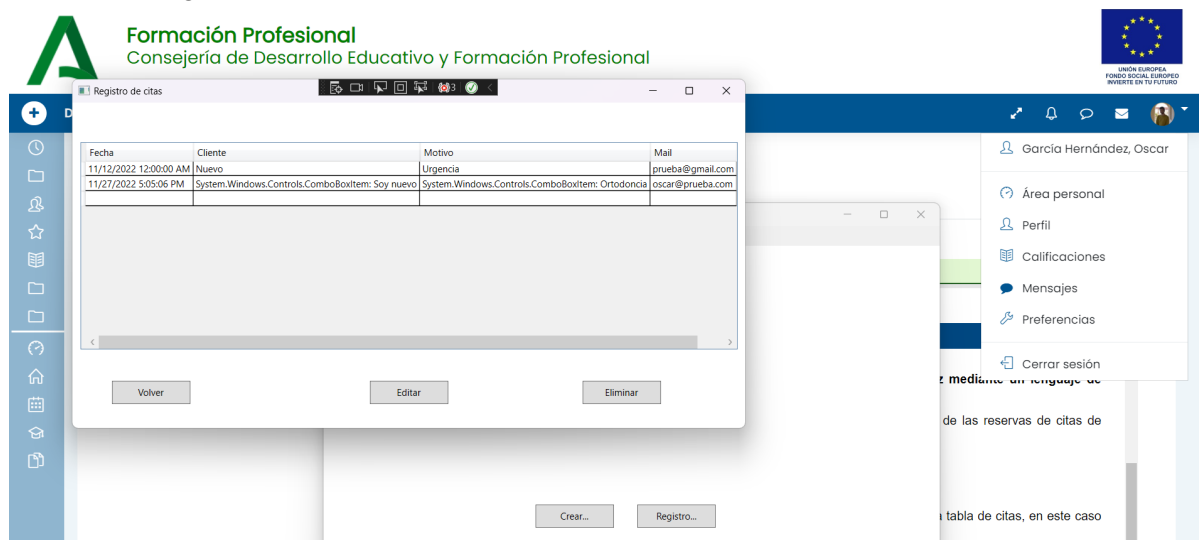 Formación Profesional
Consejería de Desarrollo Educativo y Formación Profesional
UNIÓN EUROPEA
FONDO SOCIAL EUROPEO
INVIERTE EN TU FUTURO
Registro de citas
3
D
García Hernández, Oscar
Fecha Cliente Motivo Mail
11/12/2022 12:00:00 AM Nuevo Urgencia prueba@gmail.com
11/27/2022 5:05:06 PM System.Windows.Controls.ComboBoxItem: Soy nuevo System.Windows.Controls.ComboBoxItem: Ortodoncia oscar@prueba.com
Área personal
Perfil
Calificaciones
Mensajes
Preferencias
Cerrar sesión
Volver Editar Eliminar
z mediante un lenguaje de
de las reservas de citas de
Crear... Registro...
tabla de citas, en este caso